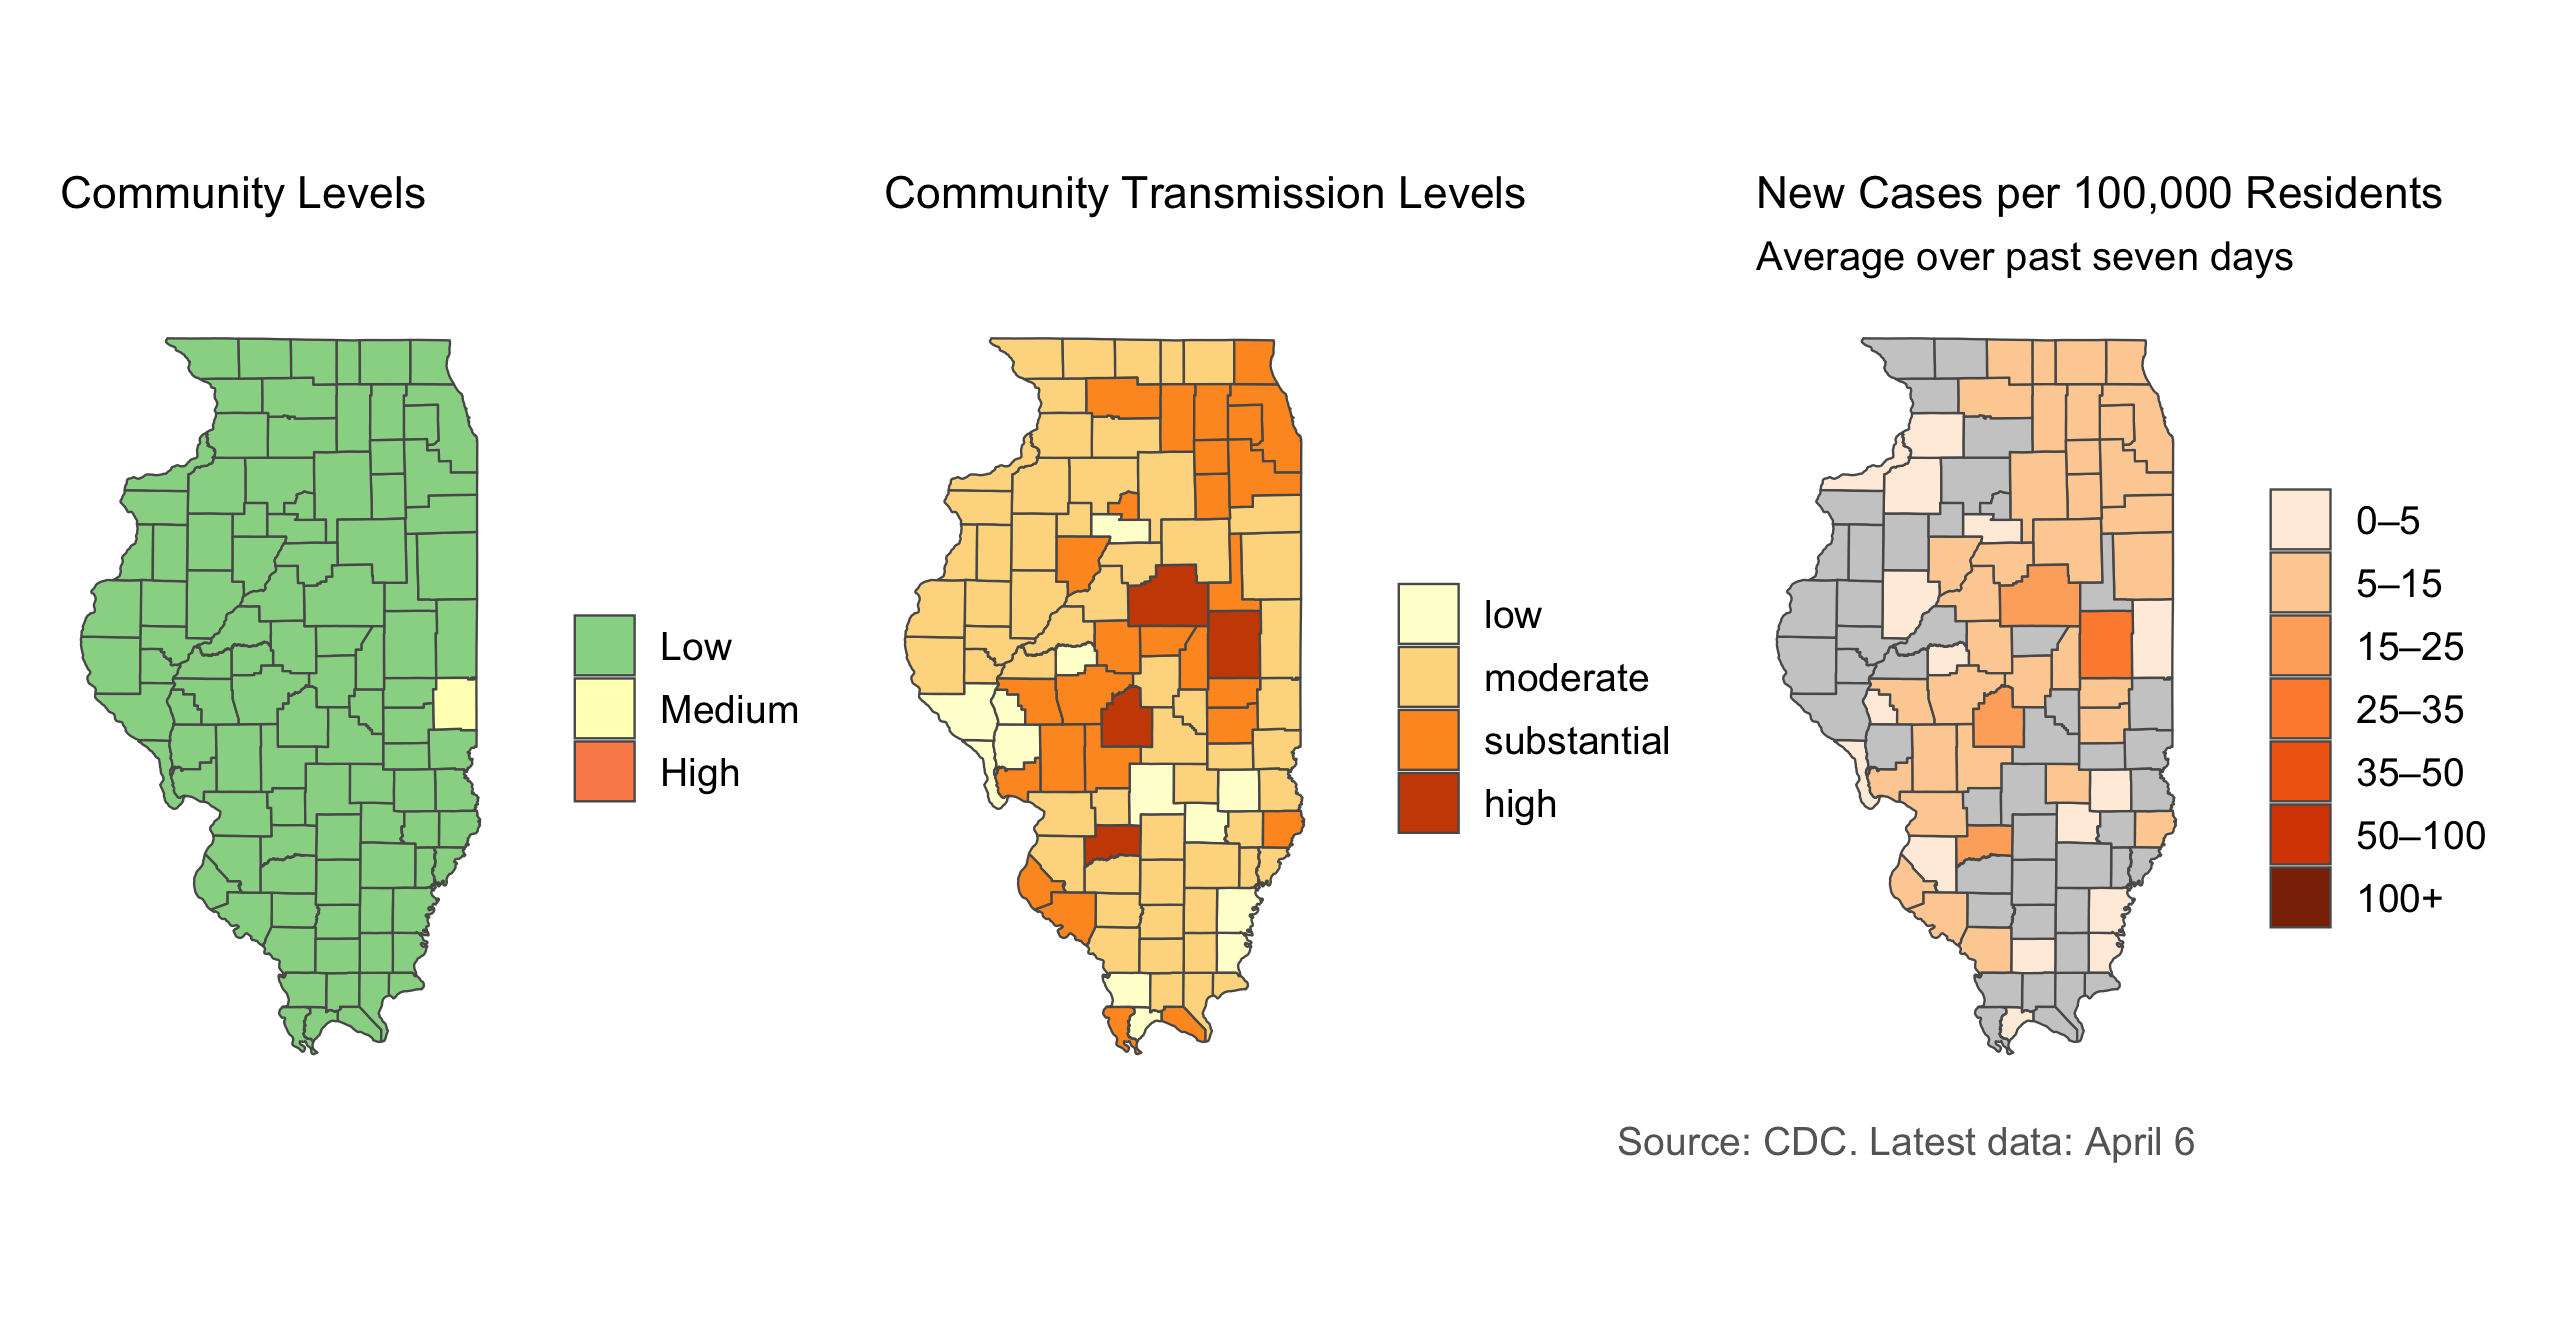 Community Levels
Low
Medium
High
Community Transmission Levels
low
moderate
substantial
high
New Cases per 100,000 Residents
Average over past seven days
0–5
5–15
15–25
25–35
35–50
50–100
100+
Source: CDC. Latest data: April 6